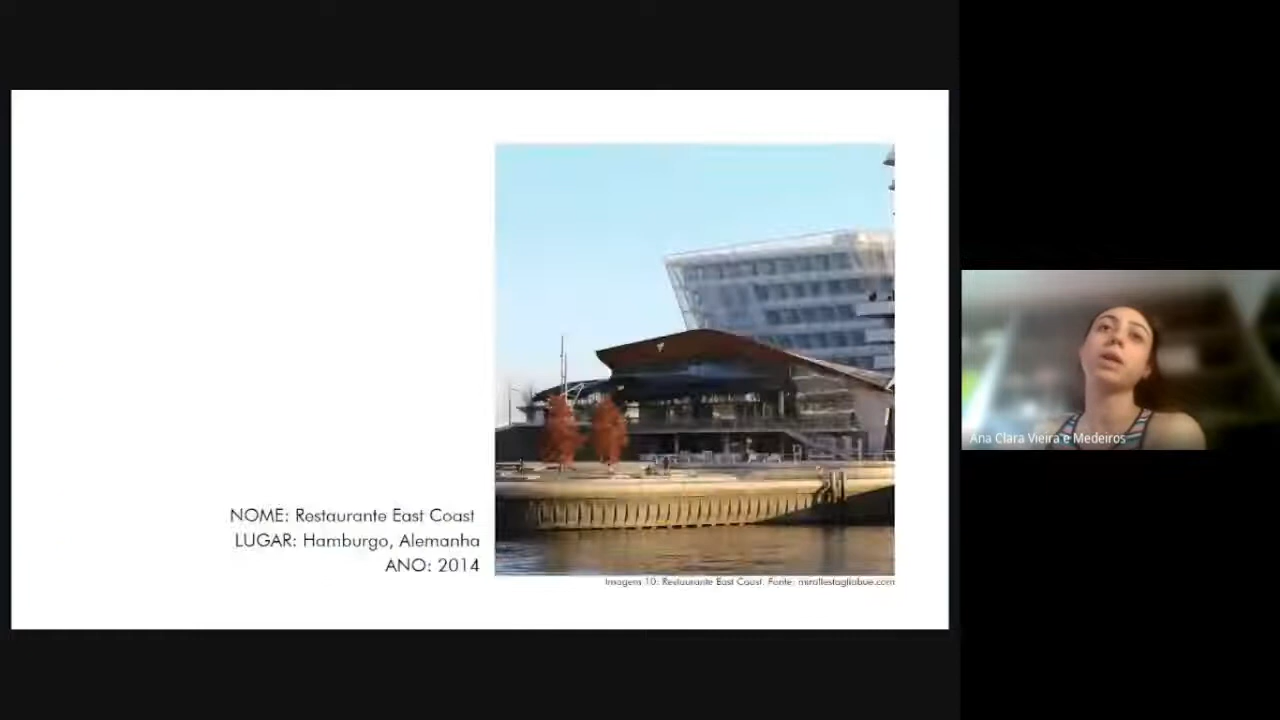 NOME: Restaurante East Coast
LUGAR: Hamburgo, Alemanha
ANO: 2014
Imagem 10: Restaurante East Coast. Fonte: mirallestagliabue.com
Ana Clara Vieira e Medeiros